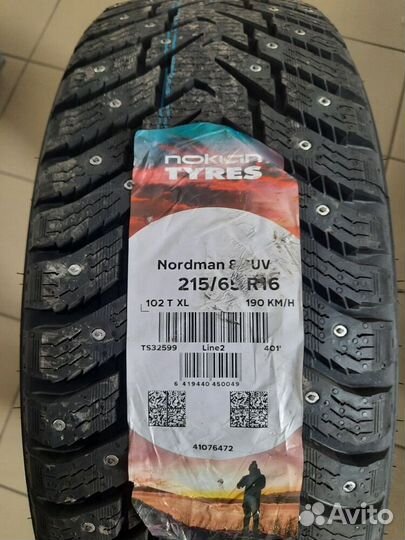 nokian
TYRES
Nordman 8 SUV
215/65 R16
102 T XL 190 KM/H
TS32599 Line2 401'
6 419440 450049
41076472
Avito